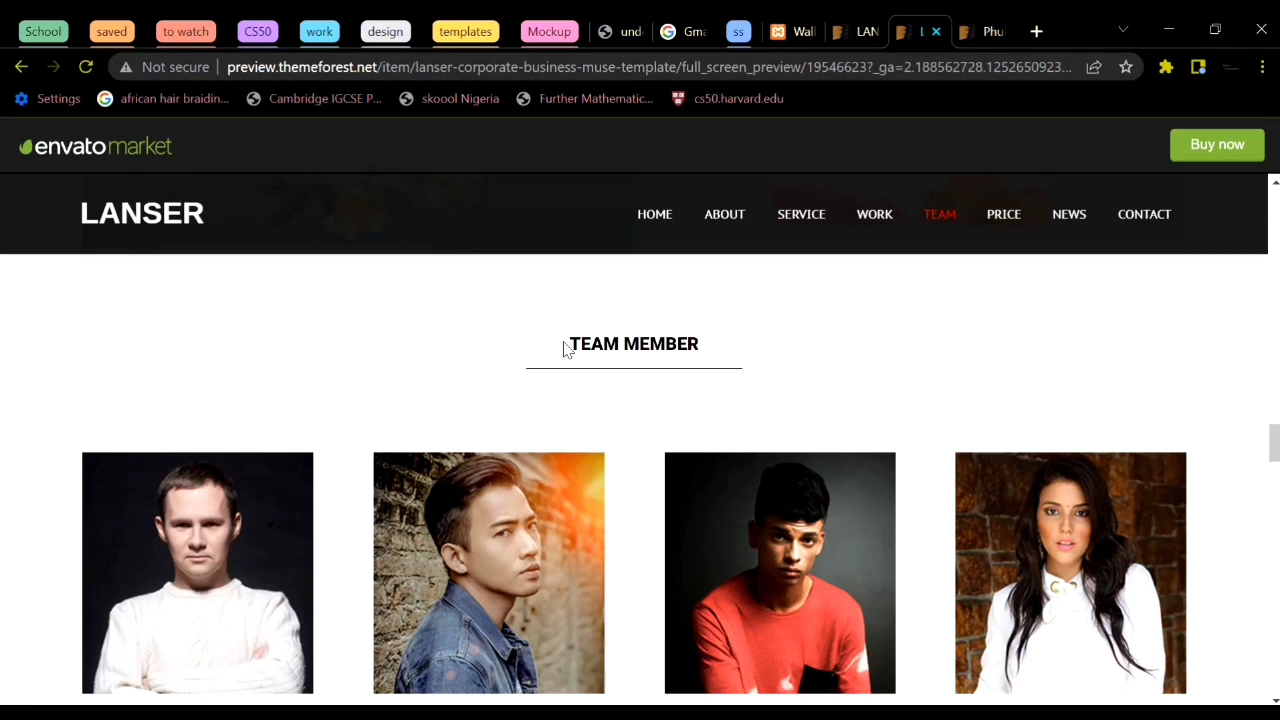 School saved to watch CS50 work design templates Mockup und Gma ss Wall LAN L Phu
Not secure preview.themeforest.net/item/lanser-corporate-business-muse-template/full_screen_preview/19546623?_ga=2.188562728.1252650923...
Settings african hair braidin... Cambridge IGCSE P... skoool Nigeria Further Mathematic... cs50.harvard.edu
envatomarket Buy now
LANSER HOME ABOUT SERVICE WORK TEAM PRICE NEWS CONTACT
TEAM MEMBER